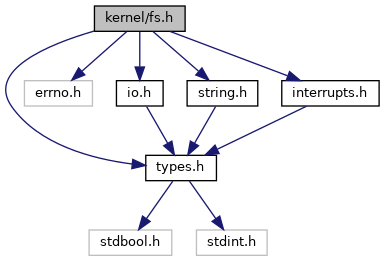 kernel/fs.h
errno.h
io.h
string.h
interrupts.h
types.h
stdbool.h
stdint.h